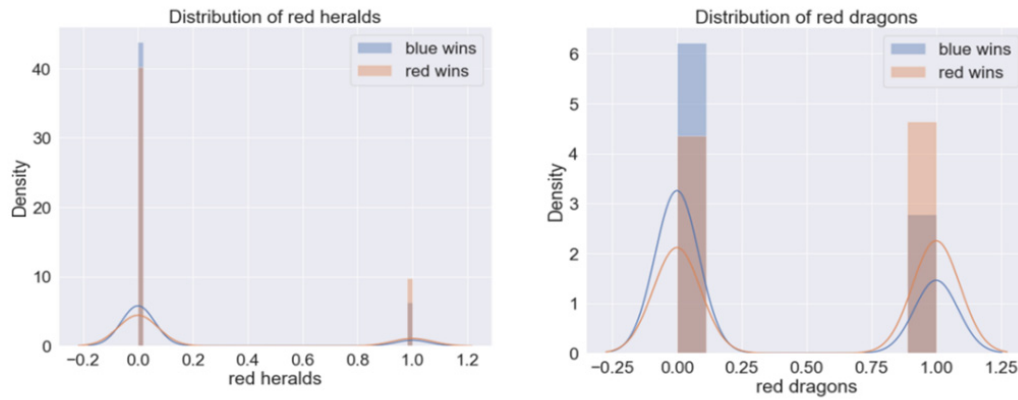 Distribution of red heralds
blue wins
red wins
40
30
20
10
0
Density
−0.2 0.0 0.2 0.4 0.6 0.8 1.0 1.2
red heralds
Distribution of red dragons
blue wins
red wins
6
5
4
3
2
1
0
Density
−0.25 0.00 0.25 0.50 0.75 1.00 1.25
red dragons